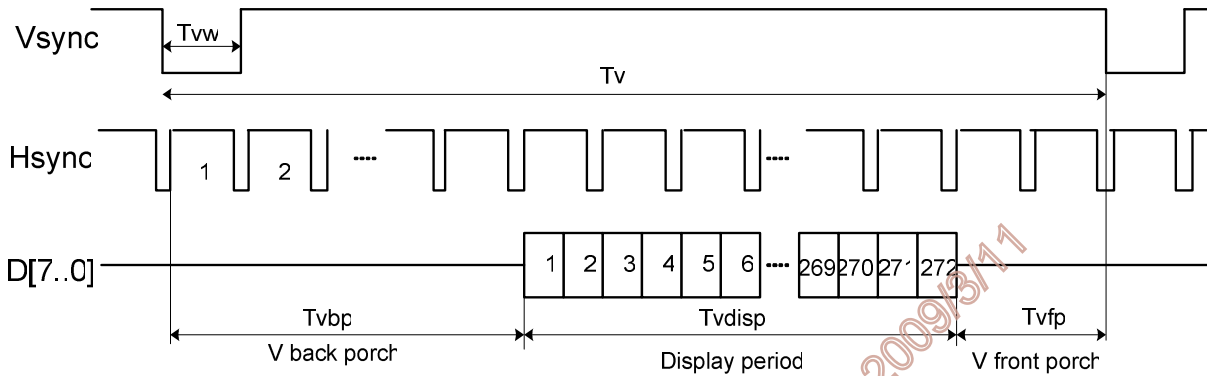 Vsync
Tvw
Tv
Hsync
1 2 ---- ----
D[7..0]
1 2 3 4 5 6 ---- 269 270 271 272
Tvbp Tvdisp Tvfp
V back porch Display period V front porch
2009/3/11